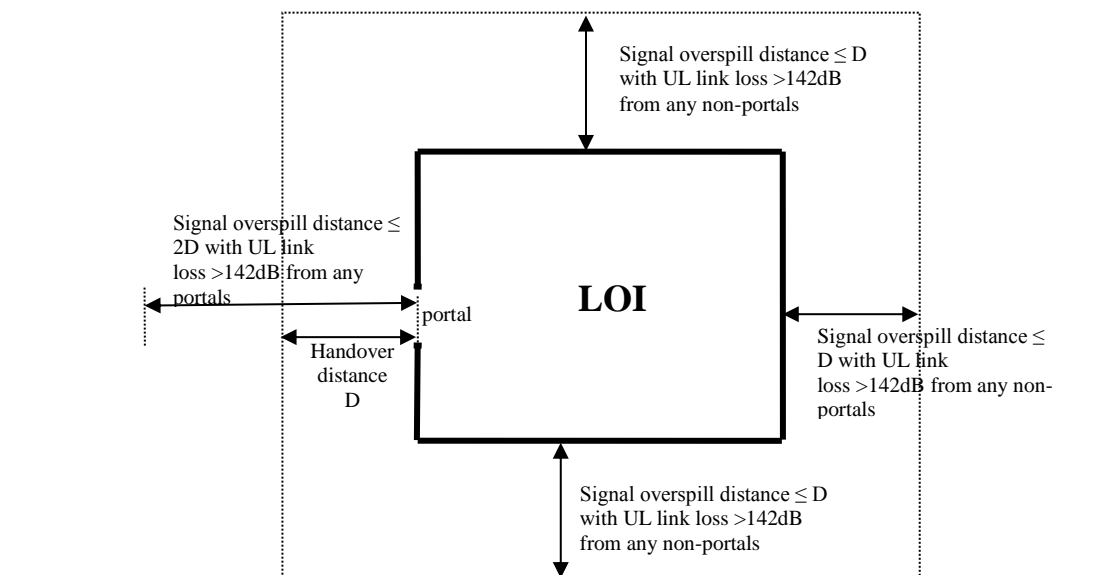 Signal overspill distance ≤ D
with UL link loss >142dB
from any non-portals
Signal overspill distance ≤
2D with UL link
loss >142dB from any
portals
portal
LOI
Handover
distance
D
Signal overspill distance ≤
D with UL link
loss >142dB from any non-
portals
Signal overspill distance ≤ D
with UL link loss >142dB
from any non-portals